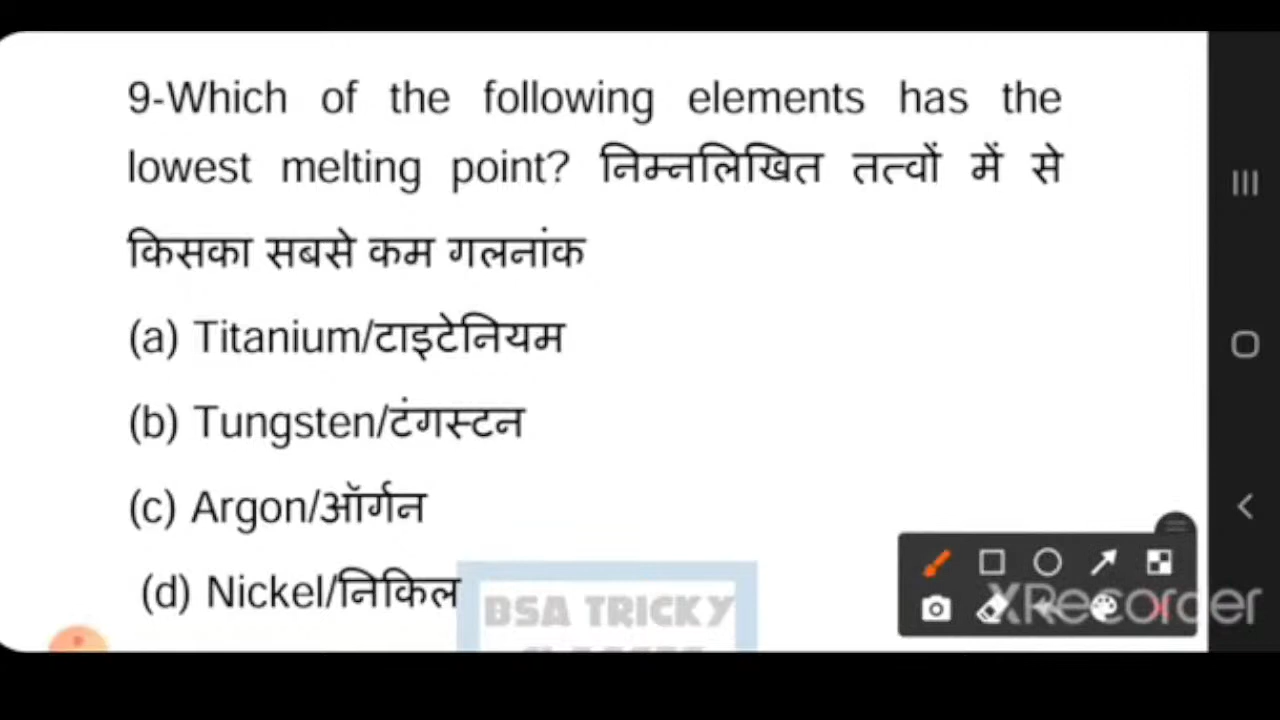 9-Which of the following elements has the
lowest melting point? निम्नलिखित तत्वों में से
किसका सबसे कम गलनांक
(a) Titanium/टाइटेनियम
(b) Tungsten/टंगस्टन
(c) Argon/ऑर्गन
(d) Nickel/निकिल
BSA TRICKY
CLASSES
XRecorder